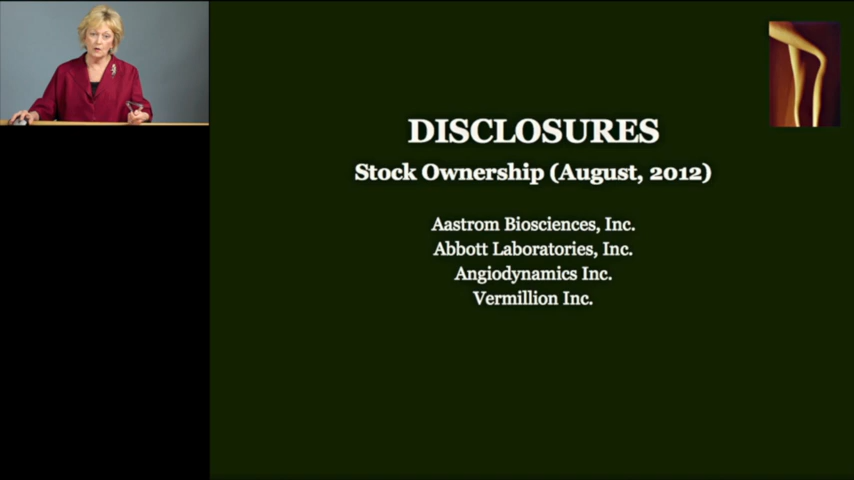 DISCLOSURES
Stock Ownership (August, 2012)
Aastrom Biosciences, Inc.
Abbott Laboratories, Inc.
Angiodynamics Inc.
Vermillion Inc.